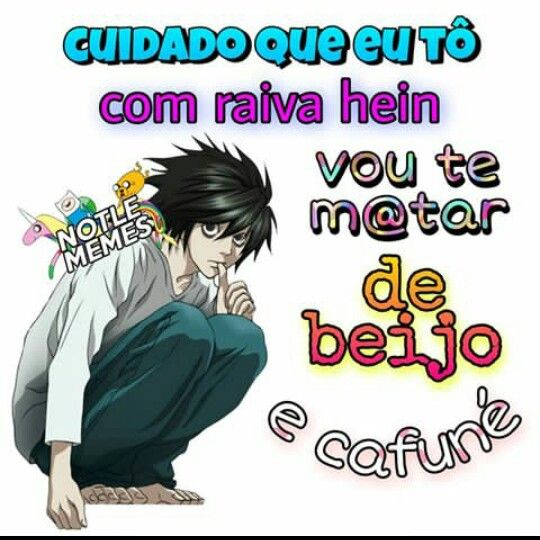 CUIDADO QUE EU TÔ
com raiva hein
vou te
m@tar
de
beijo
e cafuné
NOTLE
MEMES